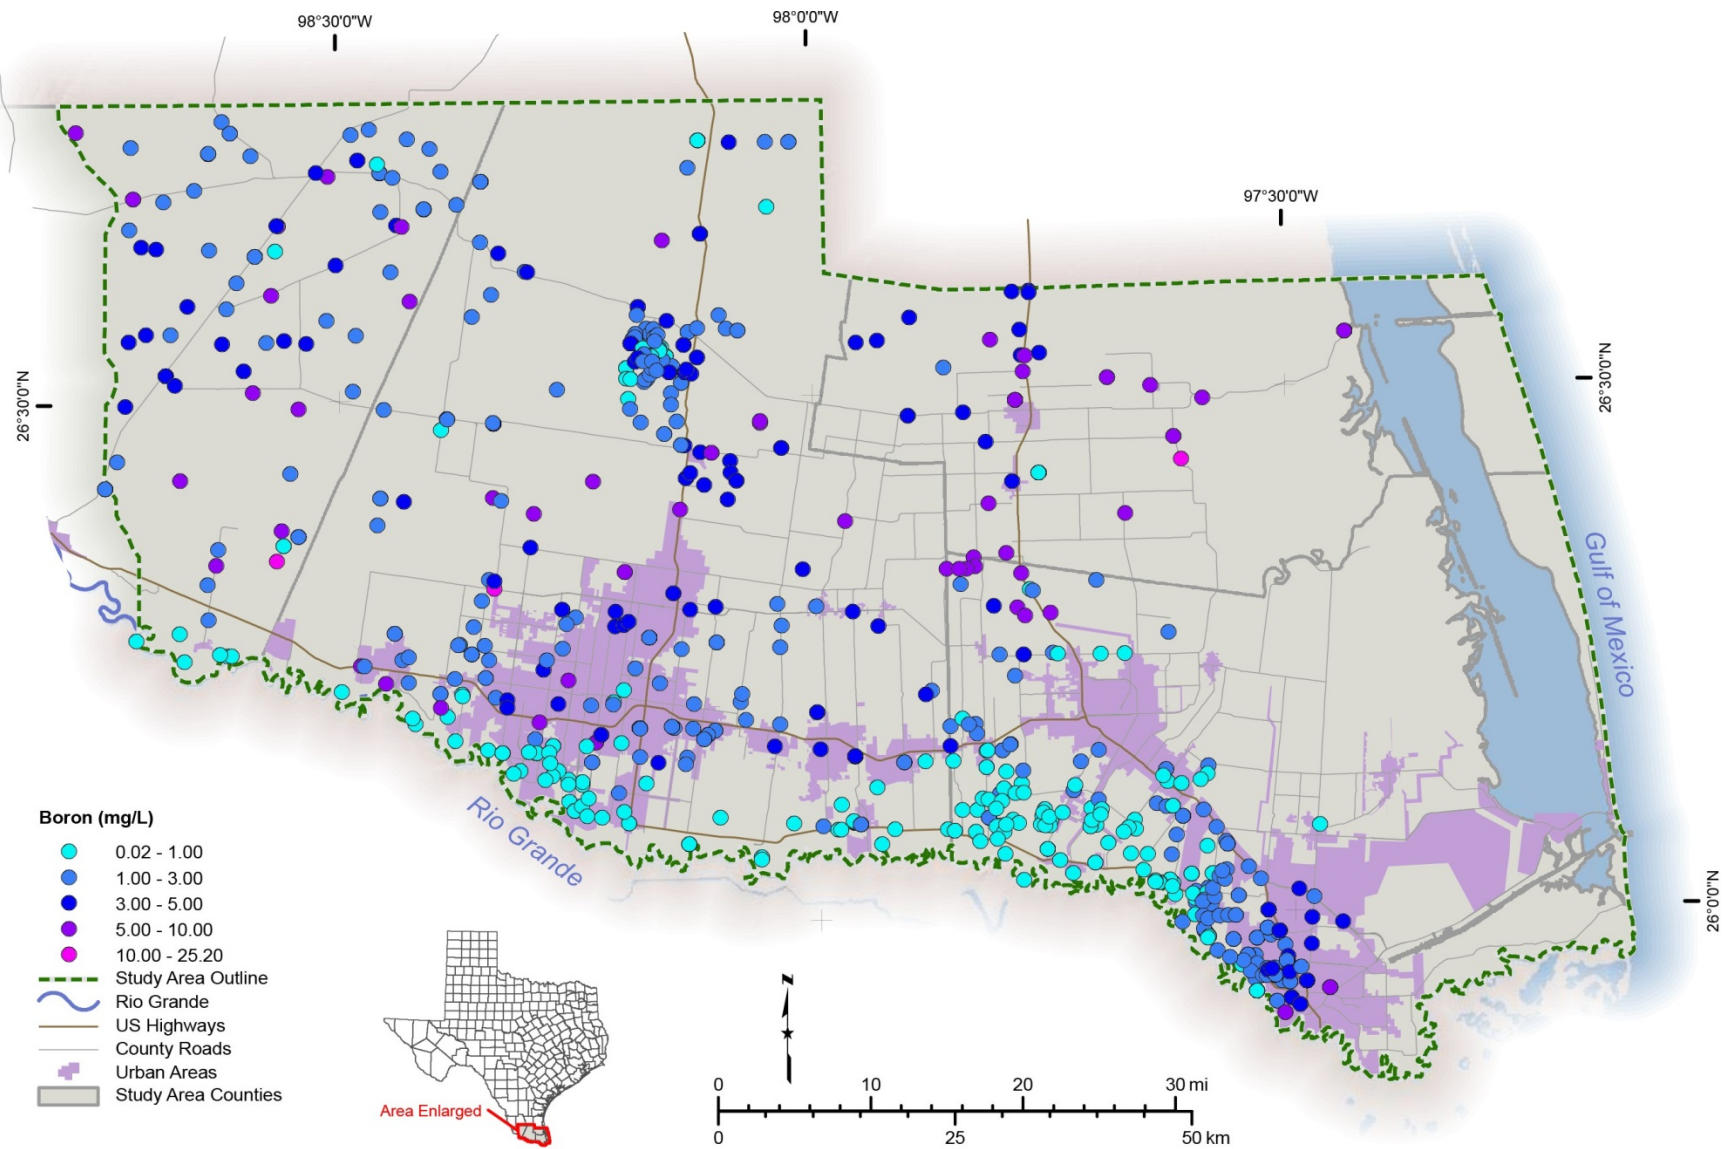 98°30'0"W
98°0'0"W
97°30'0"W
26°30'0"N
26°30'0"N
Gulf of Mexico
Rio Grande
26°0'0"N
Boron (mg/L)
0.02 - 1.00
1.00 - 3.00
3.00 - 5.00
5.00 - 10.00
10.00 - 25.20
Study Area Outline
Rio Grande
US Highways
County Roads
Urban Areas
Study Area Counties
Area Enlarged
N
0 10 20 30 mi
0 25 50 km